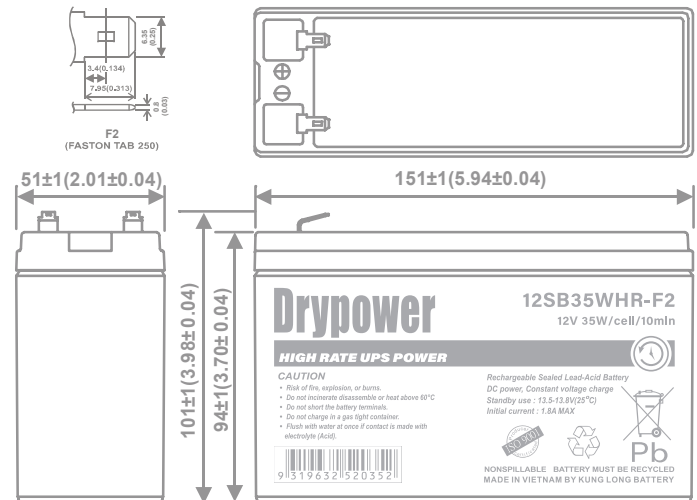 6.35
(0.25)
3.4(0.134)
7.95(0.313)
0.8
(0.03)
F2
(FASTON TAB 250)
51±1(2.01±0.04)
151±1(5.94±0.04)
101±1(3.98±0.04)
94±1(3.70±0.04)
Drypower
12SB35WHR-F2
12V 35W/cell/10min
HIGH RATE UPS POWER
CAUTION
• Risk of fire, explosion, or burns.
• Do not incinerate disassemble or heat above 60°C
• Do not short the battery terminals.
• Do not charge in a gas tight container.
• Flush with water at once if contact is made with
electrolyte (Acid).
Rechargeable Sealed Lead-Acid Battery
DC power, Constant voltage charge
Standby use : 13.5-13.8V(25°C)
Initial current : 1.8A MAX
ISO 9001
Pb
9 319632 520352
NONSPILLABLE BATTERY MUST BE RECYCLED
MADE IN VIETNAM BY KUNG LONG BATTERY